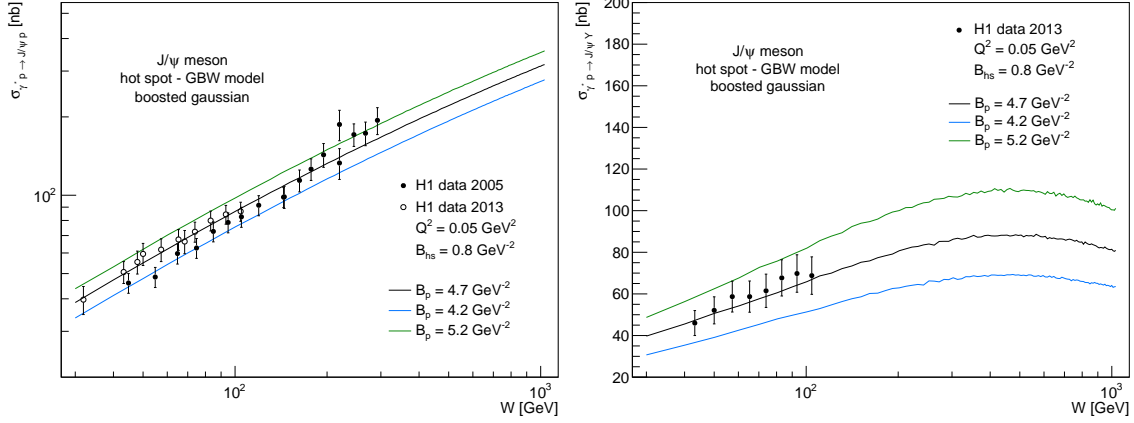 σγ* p → J/ψ p [nb]
J/ψ meson
hot spot - GBW model
boosted gaussian
10²
H1 data 2005
H1 data 2013
Q² = 0.05 GeV²
Bhs = 0.8 GeV⁻²
Bp = 4.7 GeV⁻²
Bp = 4.2 GeV⁻²
Bp = 5.2 GeV⁻²
10² 10³
W [GeV]
σγ* p → J/ψ Y [nb]
200
180
160
140
120
100
80
60
40
20
J/ψ meson
hot spot - GBW model
boosted gaussian
H1 data 2013
Q² = 0.05 GeV²
Bhs = 0.8 GeV⁻²
Bp = 4.7 GeV⁻²
Bp = 4.2 GeV⁻²
Bp = 5.2 GeV⁻²
10² 10³
W [GeV]